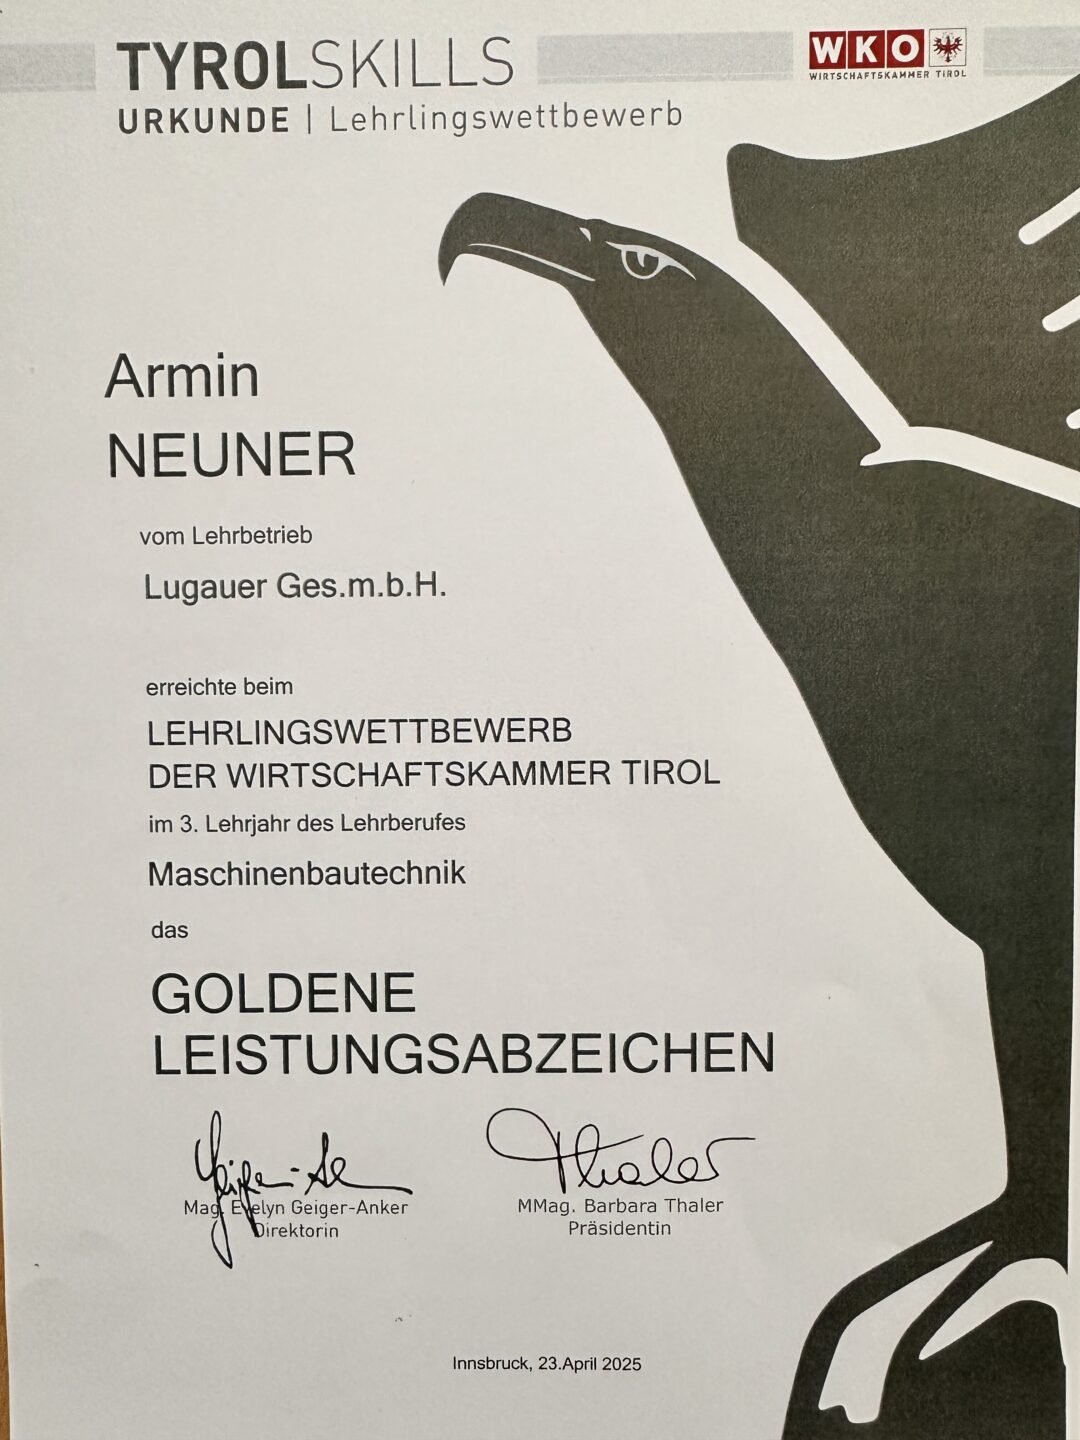 TYROLSKILLS
WKO
WIRTSCHAFTSKAMMER TIROL
URKUNDE | Lehrlingswettbewerb
Armin
NEUNER
vom Lehrbetrieb
Lugauer Ges.m.b.H.
erreichte beim
LEHRLINGSWETTBEWERB
DER WIRTSCHAFTSKAMMER TIROL
im 3. Lehrjahr des Lehrberufes
Maschinenbautechnik
das
GOLDENE
LEISTUNGSABZEICHEN
Thaler
Mag. Evelyn Geiger-Anker
Direktorin
MMag. Barbara Thaler
Präsidentin
Innsbruck, 23.April 2025